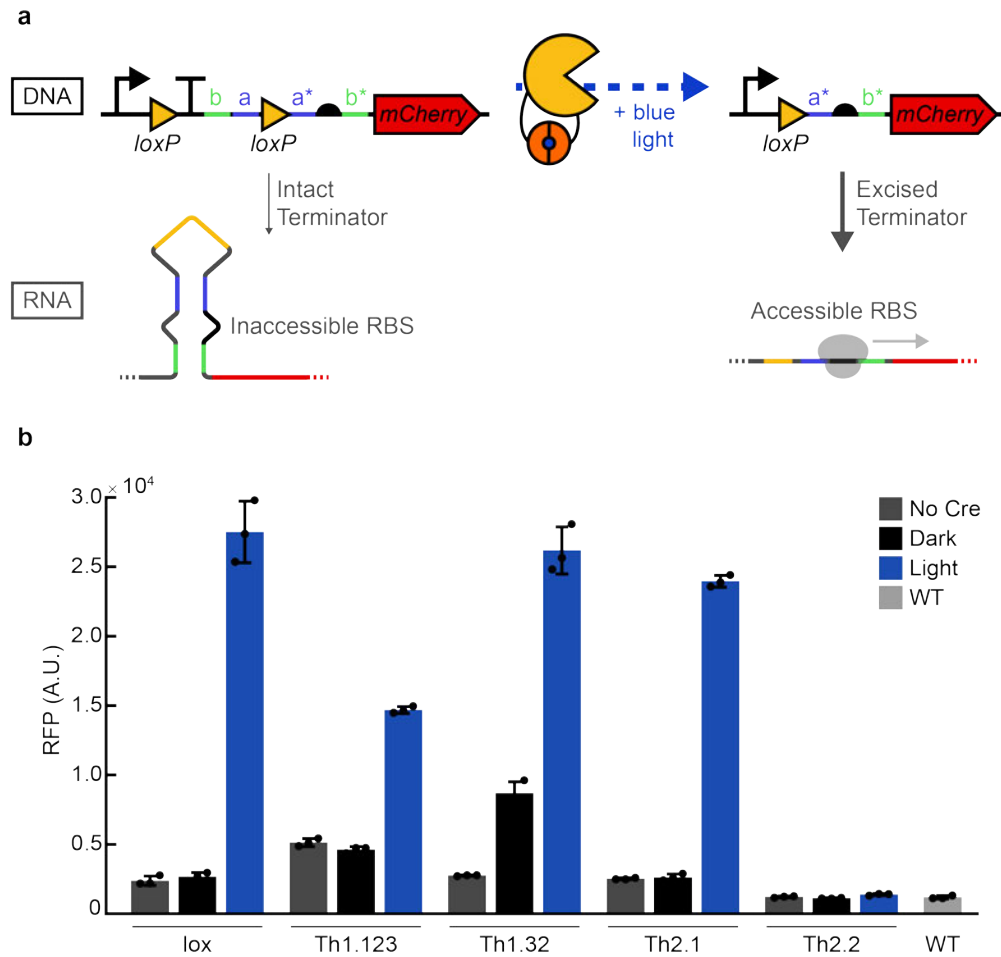 a
DNA
b a a* b*
mCherry
loxP loxP
+ blue
light
a* b*
mCherry
loxP
Intact
Terminator
Excised
Terminator
RNA
Inaccessible RBS
Accessible RBS
b
3.0 × 10⁴
2.5
2.0
1.5
1.0
0.5
0
RFP (A.U.)
No Cre
Dark
Light
WT
lox Th1.123 Th1.32 Th2.1 Th2.2 WT